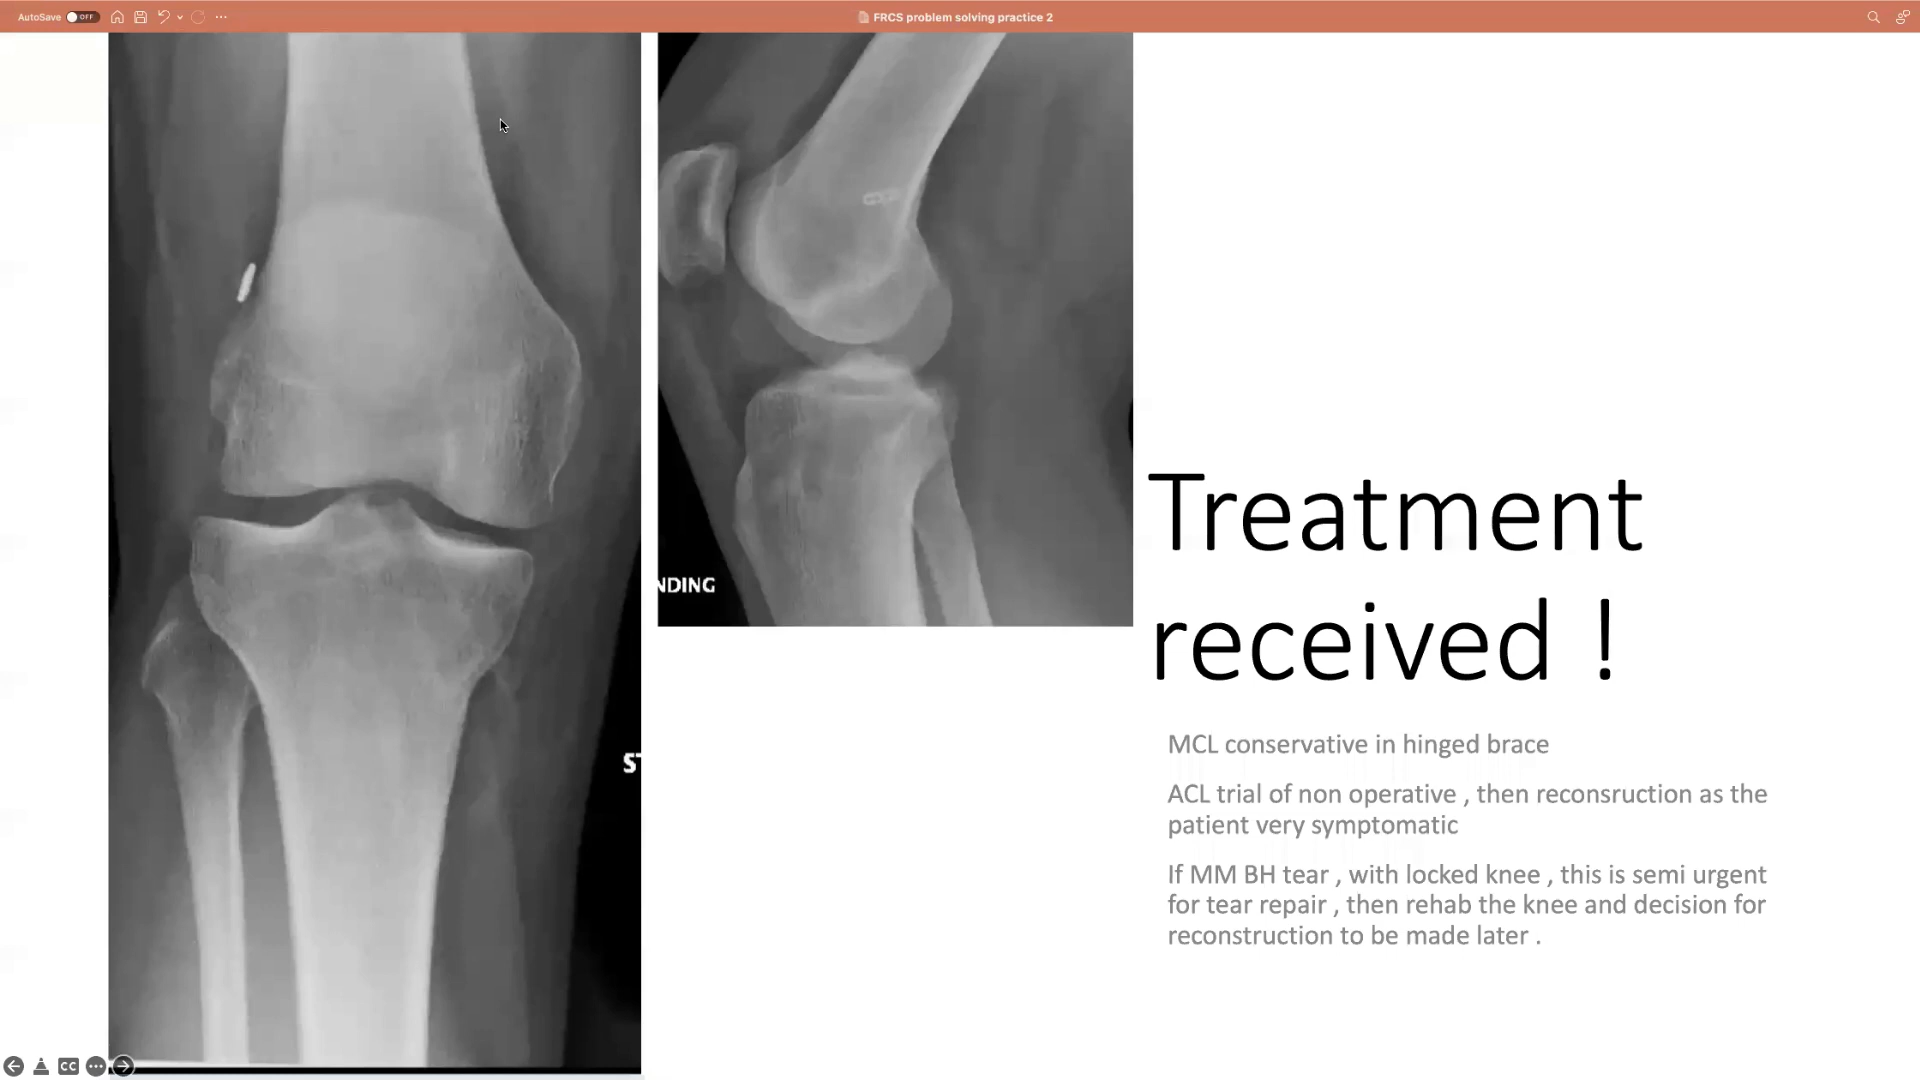 AutoSave OFF
FRCS problem solving practice 2
NDING
Treatment
received !
ST
MCL conservative in hinged brace
ACL trial of non operative , then reconsruction as the
patient very symptomatic
If MM BH tear , with locked knee , this is semi urgent
for tear repair , then rehab the knee and decision for
reconstruction to be made later .
CC